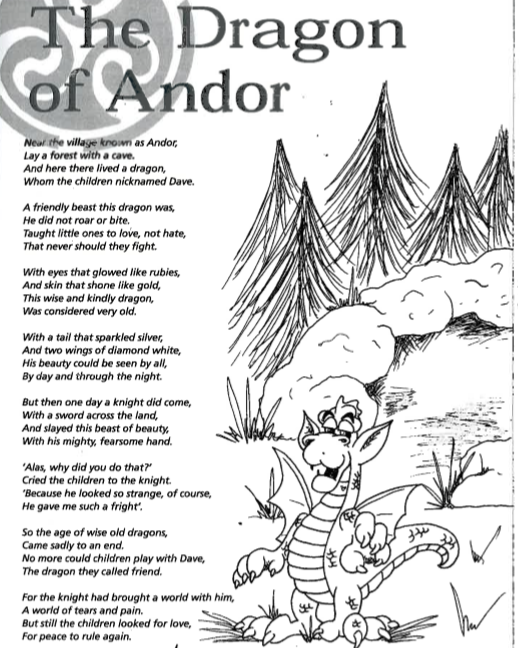 The Dragon
of Andor
Near the village known as Andor,
Lay a forest with a cave.
And here there lived a dragon,
Whom the children nicknamed Dave.
A friendly beast this dragon was,
He did not roar or bite.
Taught little ones to love, not hate,
That never should they fight.
With eyes that glowed like rubies,
And skin that shone like gold,
This wise and kindly dragon,
Was considered very old.
With a tail that sparkled silver,
And two wings of diamond white,
His beauty could be seen by all,
By day and through the night.
But then one day a knight did come,
With a sword across the land,
And slayed this beast of beauty,
With his mighty, fearsome hand.
'Alas, why did you do that?'
Cried the children to the knight.
'Because he looked so strange, of course,
He gave me such a fright'.
So the age of wise old dragons,
Came sadly to an end.
No more could children play with Dave,
The dragon they called friend.
For the knight had brought a world with him,
A world of tears and pain.
But still the children looked for love,
For peace to rule again.